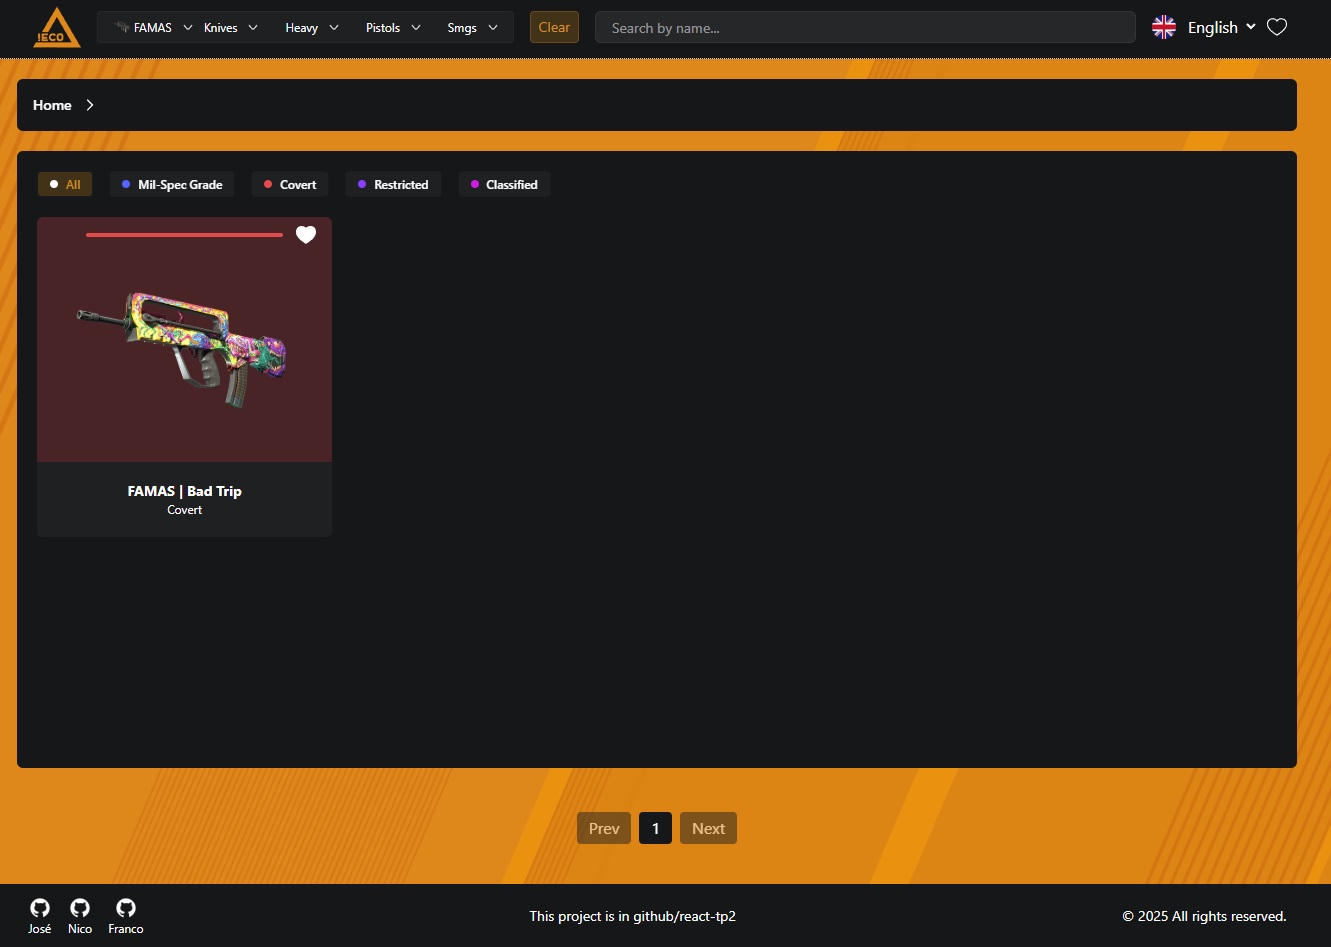 !ECO
FAMAS Knives Heavy Pistols Smgs Clear Search by name... English
Home
All Mil-Spec Grade Covert Restricted Classified
FAMAS | Bad Trip
Covert
Prev 1 Next
José Nico Franco
This project is in github/react-tp2
© 2025 All rights reserved.